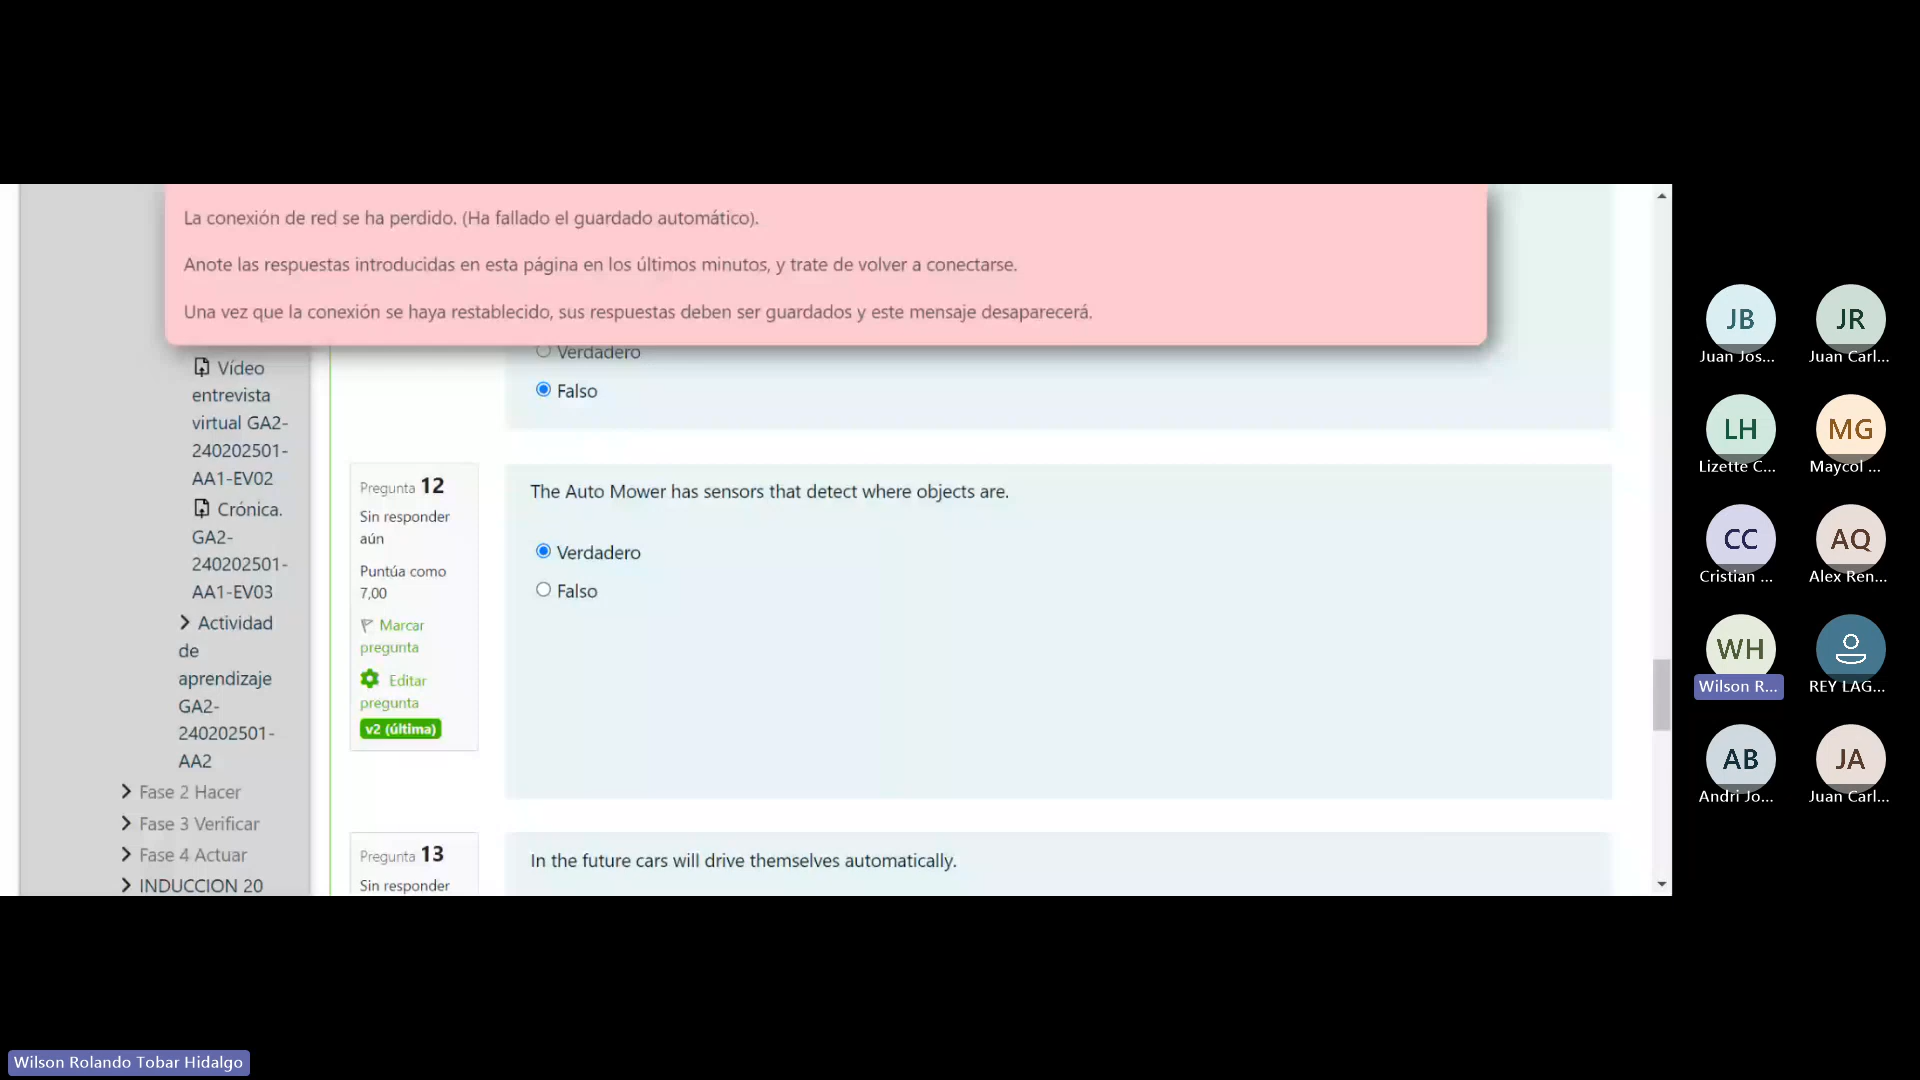 La conexión de red se ha perdido. (Ha fallado el guardado automático).
Anote las respuestas introducidas en esta página en los últimos minutos, y trate de volver a conectarse.
Una vez que la conexión se haya restablecido, sus respuestas deben ser guardados y este mensaje desaparecerá.
Vídeo
entrevista
virtual GA2-
240202501-
AA1-EV02
Crónica.
GA2-
240202501-
AA1-EV03
Actividad
de
aprendizaje
GA2-
240202501-
AA2
Fase 2 Hacer
Fase 3 Verificar
Fase 4 Actuar
INDUCCION 20
Verdadero
Falso
Pregunta 12
Sin responder
aún
Puntúa como
7,00
Marcar
pregunta
Editar
pregunta
v2 (última)
The Auto Mower has sensors that detect where objects are.
Verdadero
Falso
Pregunta 13
Sin responder
In the future cars will drive themselves automatically.
JB
Juan Jos...
JR
Juan Carl...
LH
Lizette C...
MG
Maycol ...
CC
Cristian ...
AQ
Alex Ren...
WH
Wilson R...
REY LAG...
AB
Andri Jo...
JA
Juan Carl...
Wilson Rolando Tobar Hidalgo